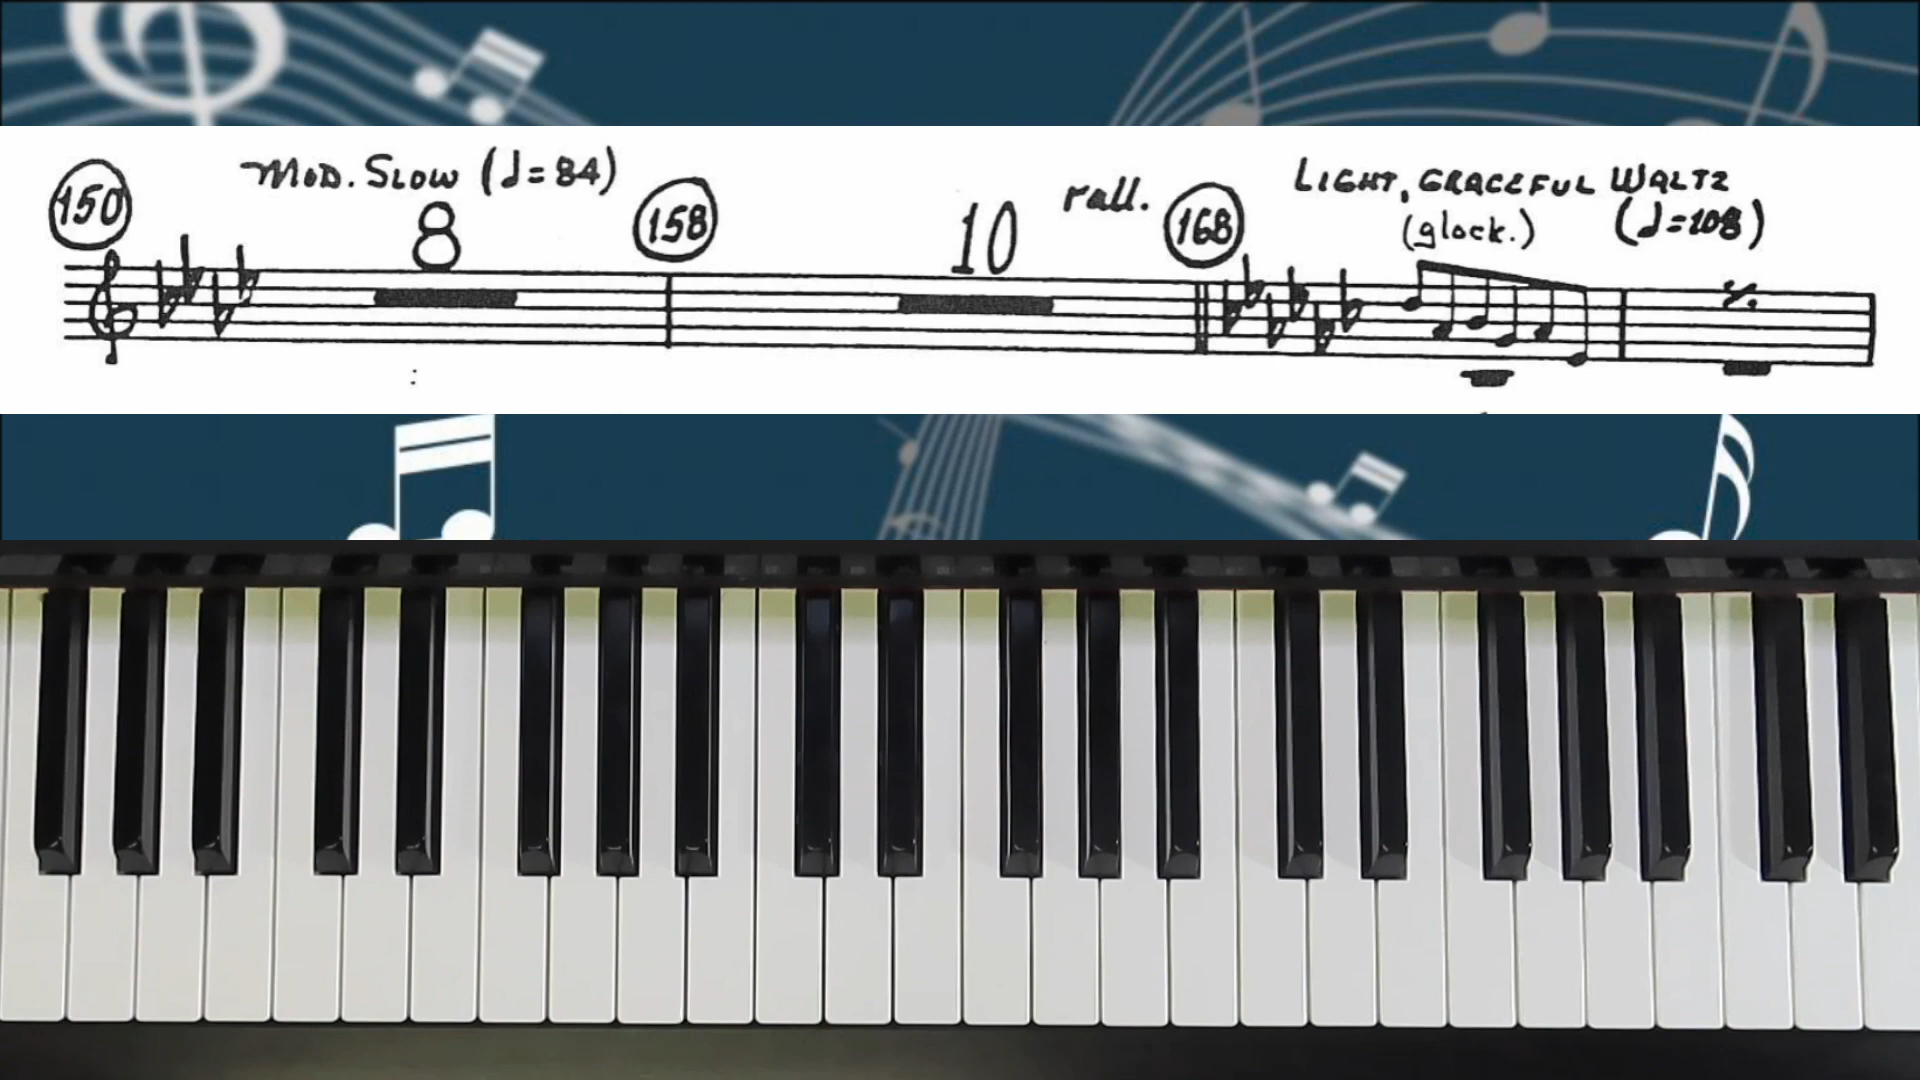 150 MOD. SLOW (♩=84) 158 rall. 168 LIGHT, GRACEFUL WALTZ
8 10 (glock.) (♩=108)